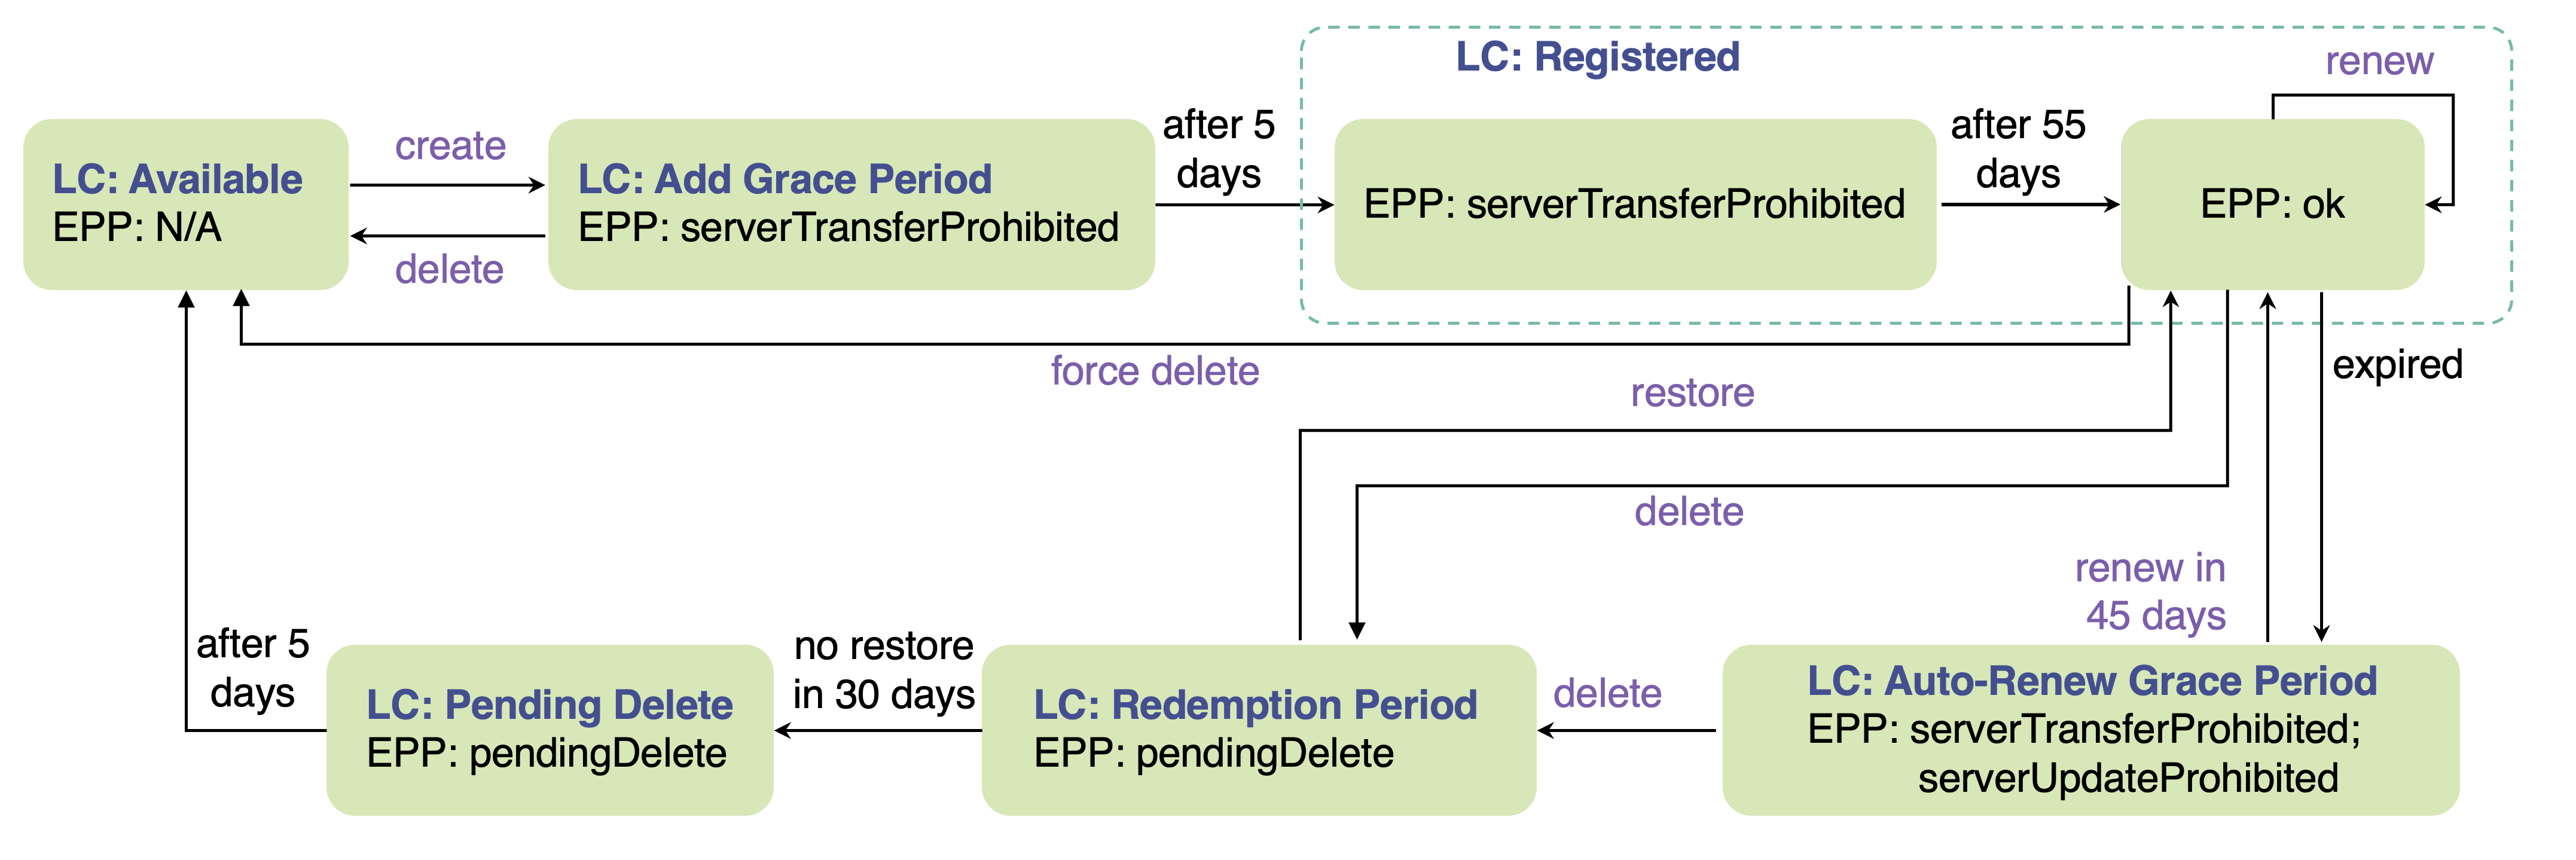 LC: Registered
renew
LC: Available
EPP: N/A
create
delete
LC: Add Grace Period
EPP: serverTransferProhibited
after 5
days
EPP: serverTransferProhibited
after 55
days
EPP: ok
force delete
restore
delete
expired
renew in
45 days
after 5
days
LC: Pending Delete
EPP: pendingDelete
no restore
in 30 days
LC: Redemption Period
EPP: pendingDelete
delete
LC: Auto-Renew Grace Period
EPP: serverTransferProhibited;
serverUpdateProhibited